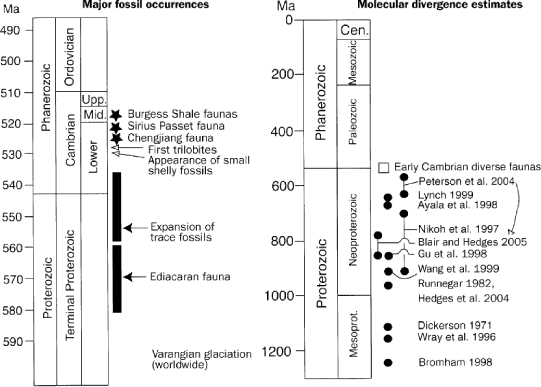 Major fossil occurrences
Ma
490
500
510
520
530
540
550
560
570
580
590
Phanerozoic
Proterozoic
Ordovician
Cambrian
Terminal Proterozoic
Upp.
Mid.
Lower
Burgess Shale faunas
Sirius Passet fauna
Chengjiang fauna
First trilobites
Appearance of small
shelly fossils
Expansion of
trace fossils
Ediacaran fauna
Varangian glaciation
(worldwide)
Molecular divergence estimates
Ma
0
200
400
600
800
1000
1200
Phanerozoic
Proterozoic
Cen.
Mesozoic
Paleozoic
Neoproterozoic
Mesoprot.
Early Cambrian diverse faunas
Peterson et al. 2004
Lynch 1999
Ayala et al. 1998
Nikoh et al. 1997
Blair and Hedges 2005
Gu et al. 1998
Wang et al. 1999
Runnegar 1982,
Hedges et al. 2004
Dickerson 1971
Wray et al. 1996
Bromham 1998